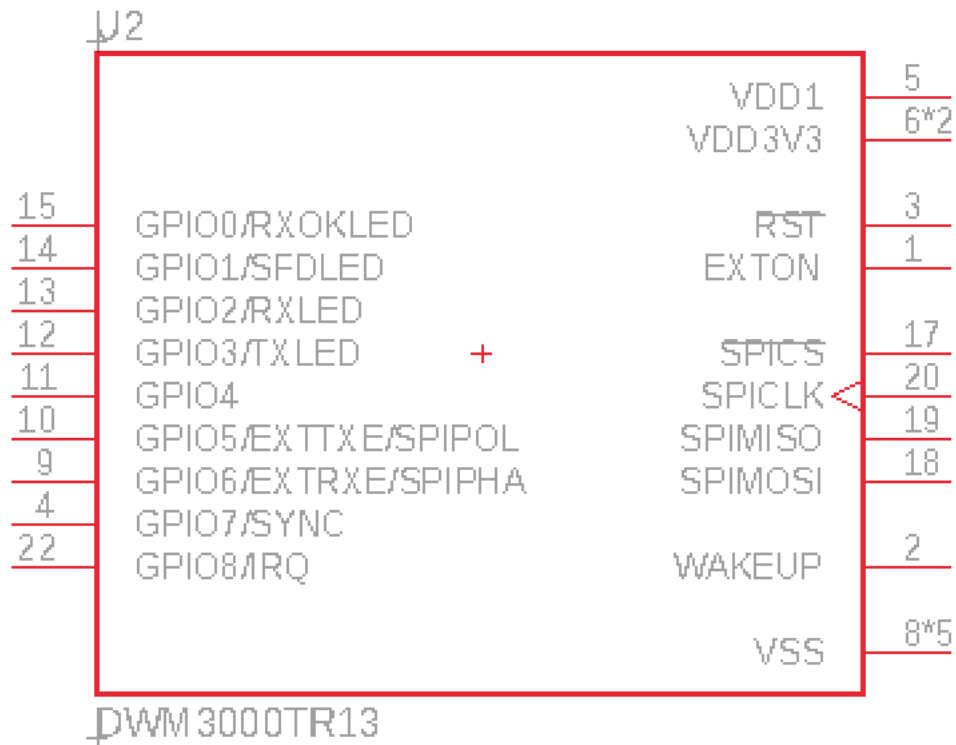 U2
VDD1 5
VDD3V3 6*2
15 GPIO0/RXOKLED RST 3
14 GPIO1/SFDLED EXTON 1
13 GPIO2/RXLED
12 GPIO3/TXLED SPICS 17
11 GPIO4 SPICLK 20
10 GPIO5/EXTTXE/SPIPOL SPIMISO 19
9 GPIO6/EXTRXE/SPIPHA SPIMOSI 18
4 GPIO7/SYNC
22 GPIO8/IRQ WAKEUP 2
VSS 8*5
DWM3000TR13